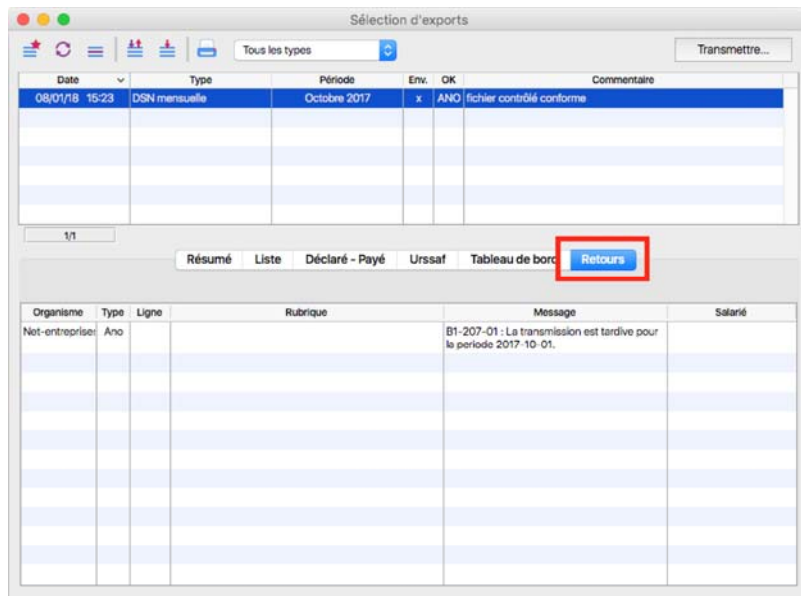 Sélection d'exports
Tous les types
Transmettre...
Date Type Période Env. OK Commentaire
08/01/18 15:23 DSN mensuelle Octobre 2017 x ANO fichier contrôlé conforme
1/1
Résumé Liste Déclaré - Payé Urssaf Tableau de bord Retours
Organisme Type Ligne Rubrique Message Salarié
Net-entreprises Ano B1-207-01 : La transmission est tardive pour
la periode 2017-10-01.